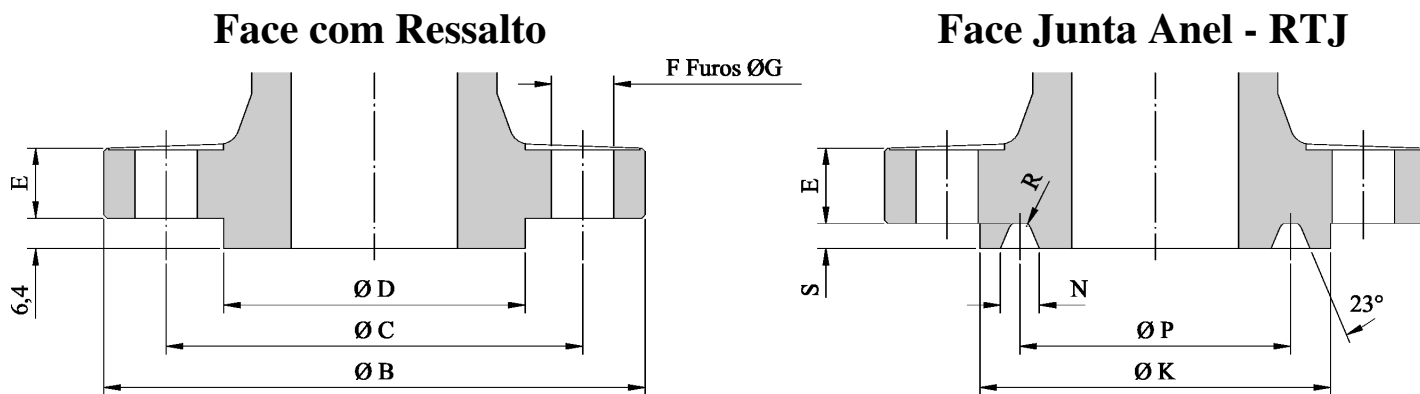 Face com Ressalto
F Furos ØG
E
6,4
Ø D
Ø C
Ø B
Face Junta Anel - RTJ
E
R
S
N
23°
Ø P
Ø K